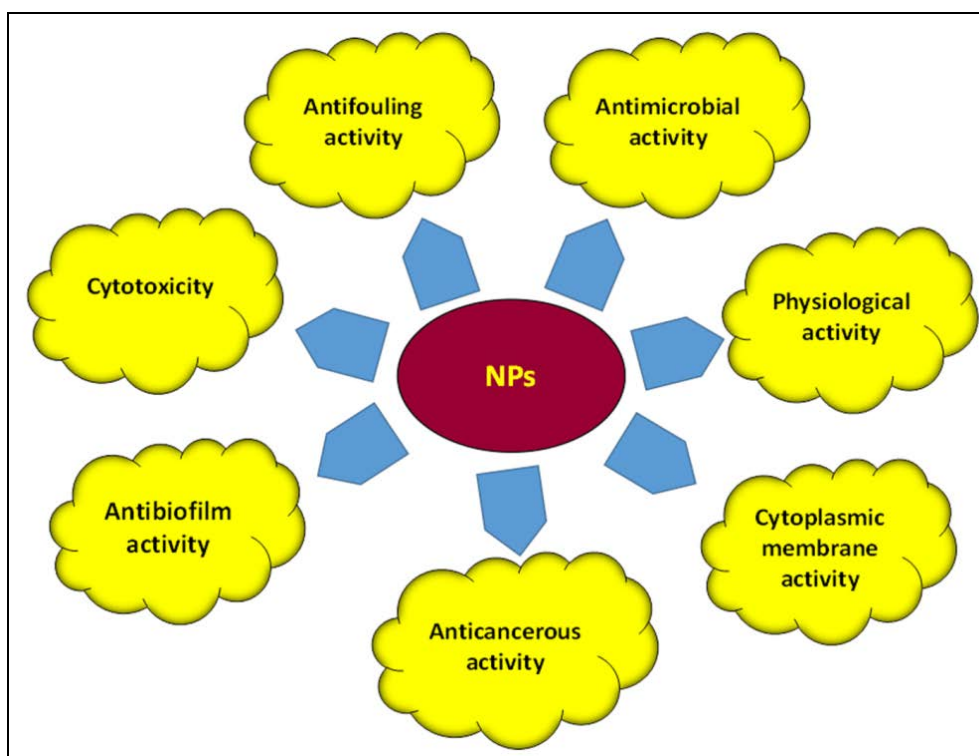 Antifouling
activity
Antimicrobial
activity
Cytotoxicity
Physiological
activity
NPs
Antibiofilm
activity
Cytoplasmic
membrane
activity
Anticancerous
activity